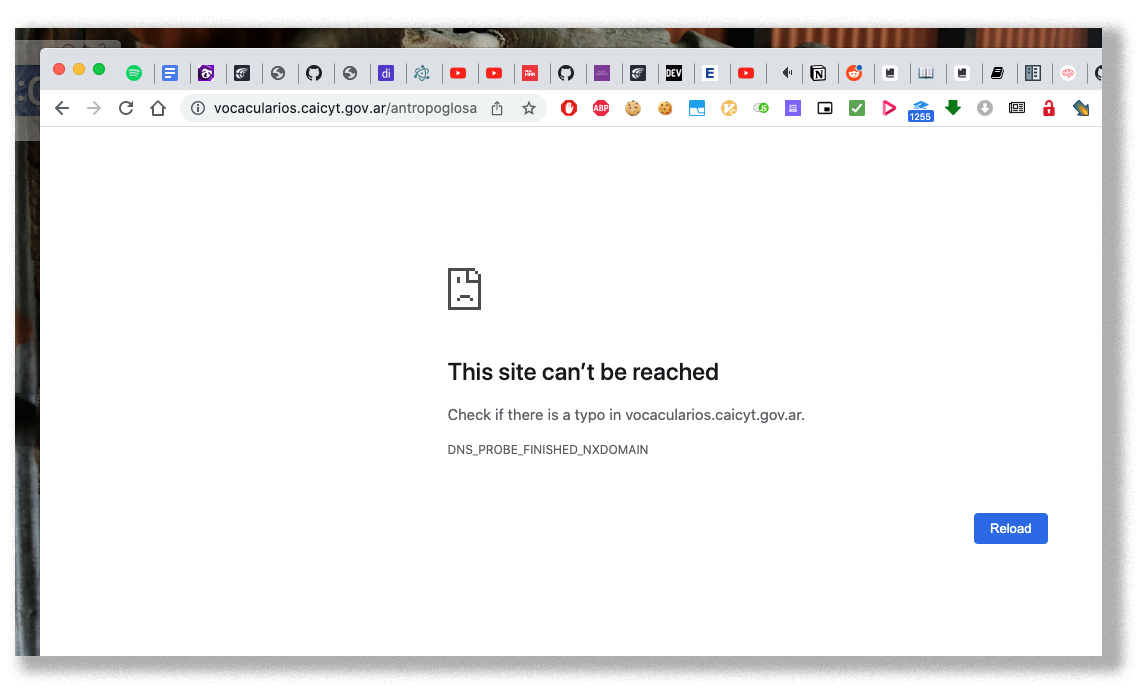 di
DEV
E
N
vocacularios.caicyt.gov.ar/antropoglosa
ABP
JS
1255
This site can't be reached
Check if there is a typo in vocacularios.caicyt.gov.ar.
DNS_PROBE_FINISHED_NXDOMAIN
Reload